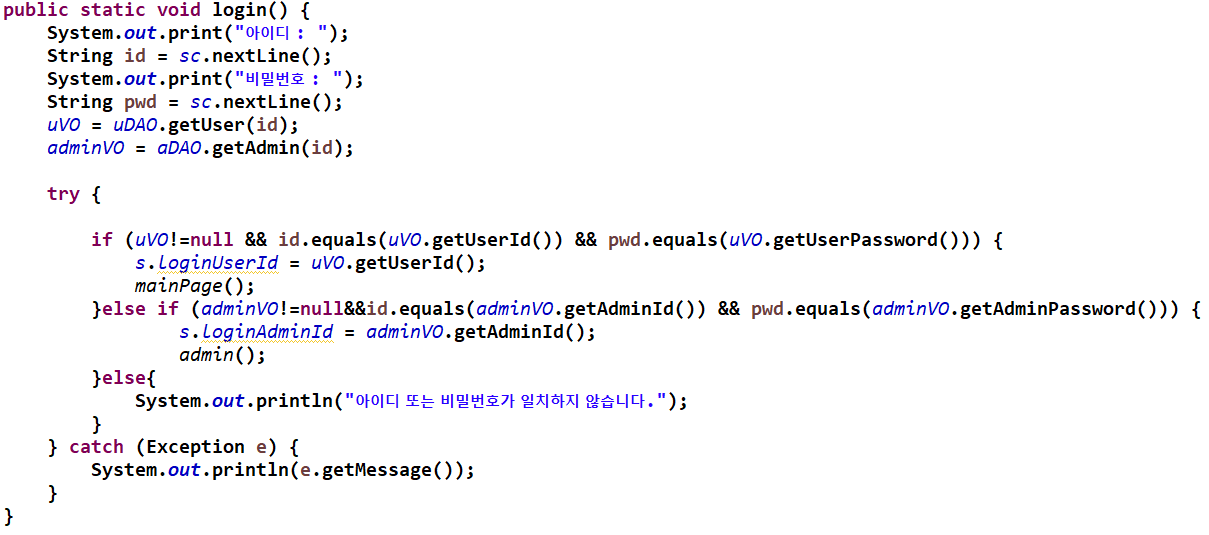 public static void login() {
System.out.print("아이디 : ");
String id = sc.nextLine();
System.out.print("비밀번호 : ");
String pwd = sc.nextLine();
uVO = uDAO.getUser(id);
adminVO = aDAO.getAdmin(id);
try {
if (uVO!=null && id.equals(uVO.getUserId()) && pwd.equals(uVO.getUserPassword())) {
s.loginUserId = uVO.getUserId();
mainPage();
}else if (adminVO!=null&&id.equals(adminVO.getAdminId()) && pwd.equals(adminVO.getAdminPassword())) {
s.loginAdminId = adminVO.getAdminId();
admin();
}else{
System.out.println("아이디 또는 비밀번호가 일치하지 않습니다.");
}
} catch (Exception e) {
System.out.println(e.getMessage());
}
}